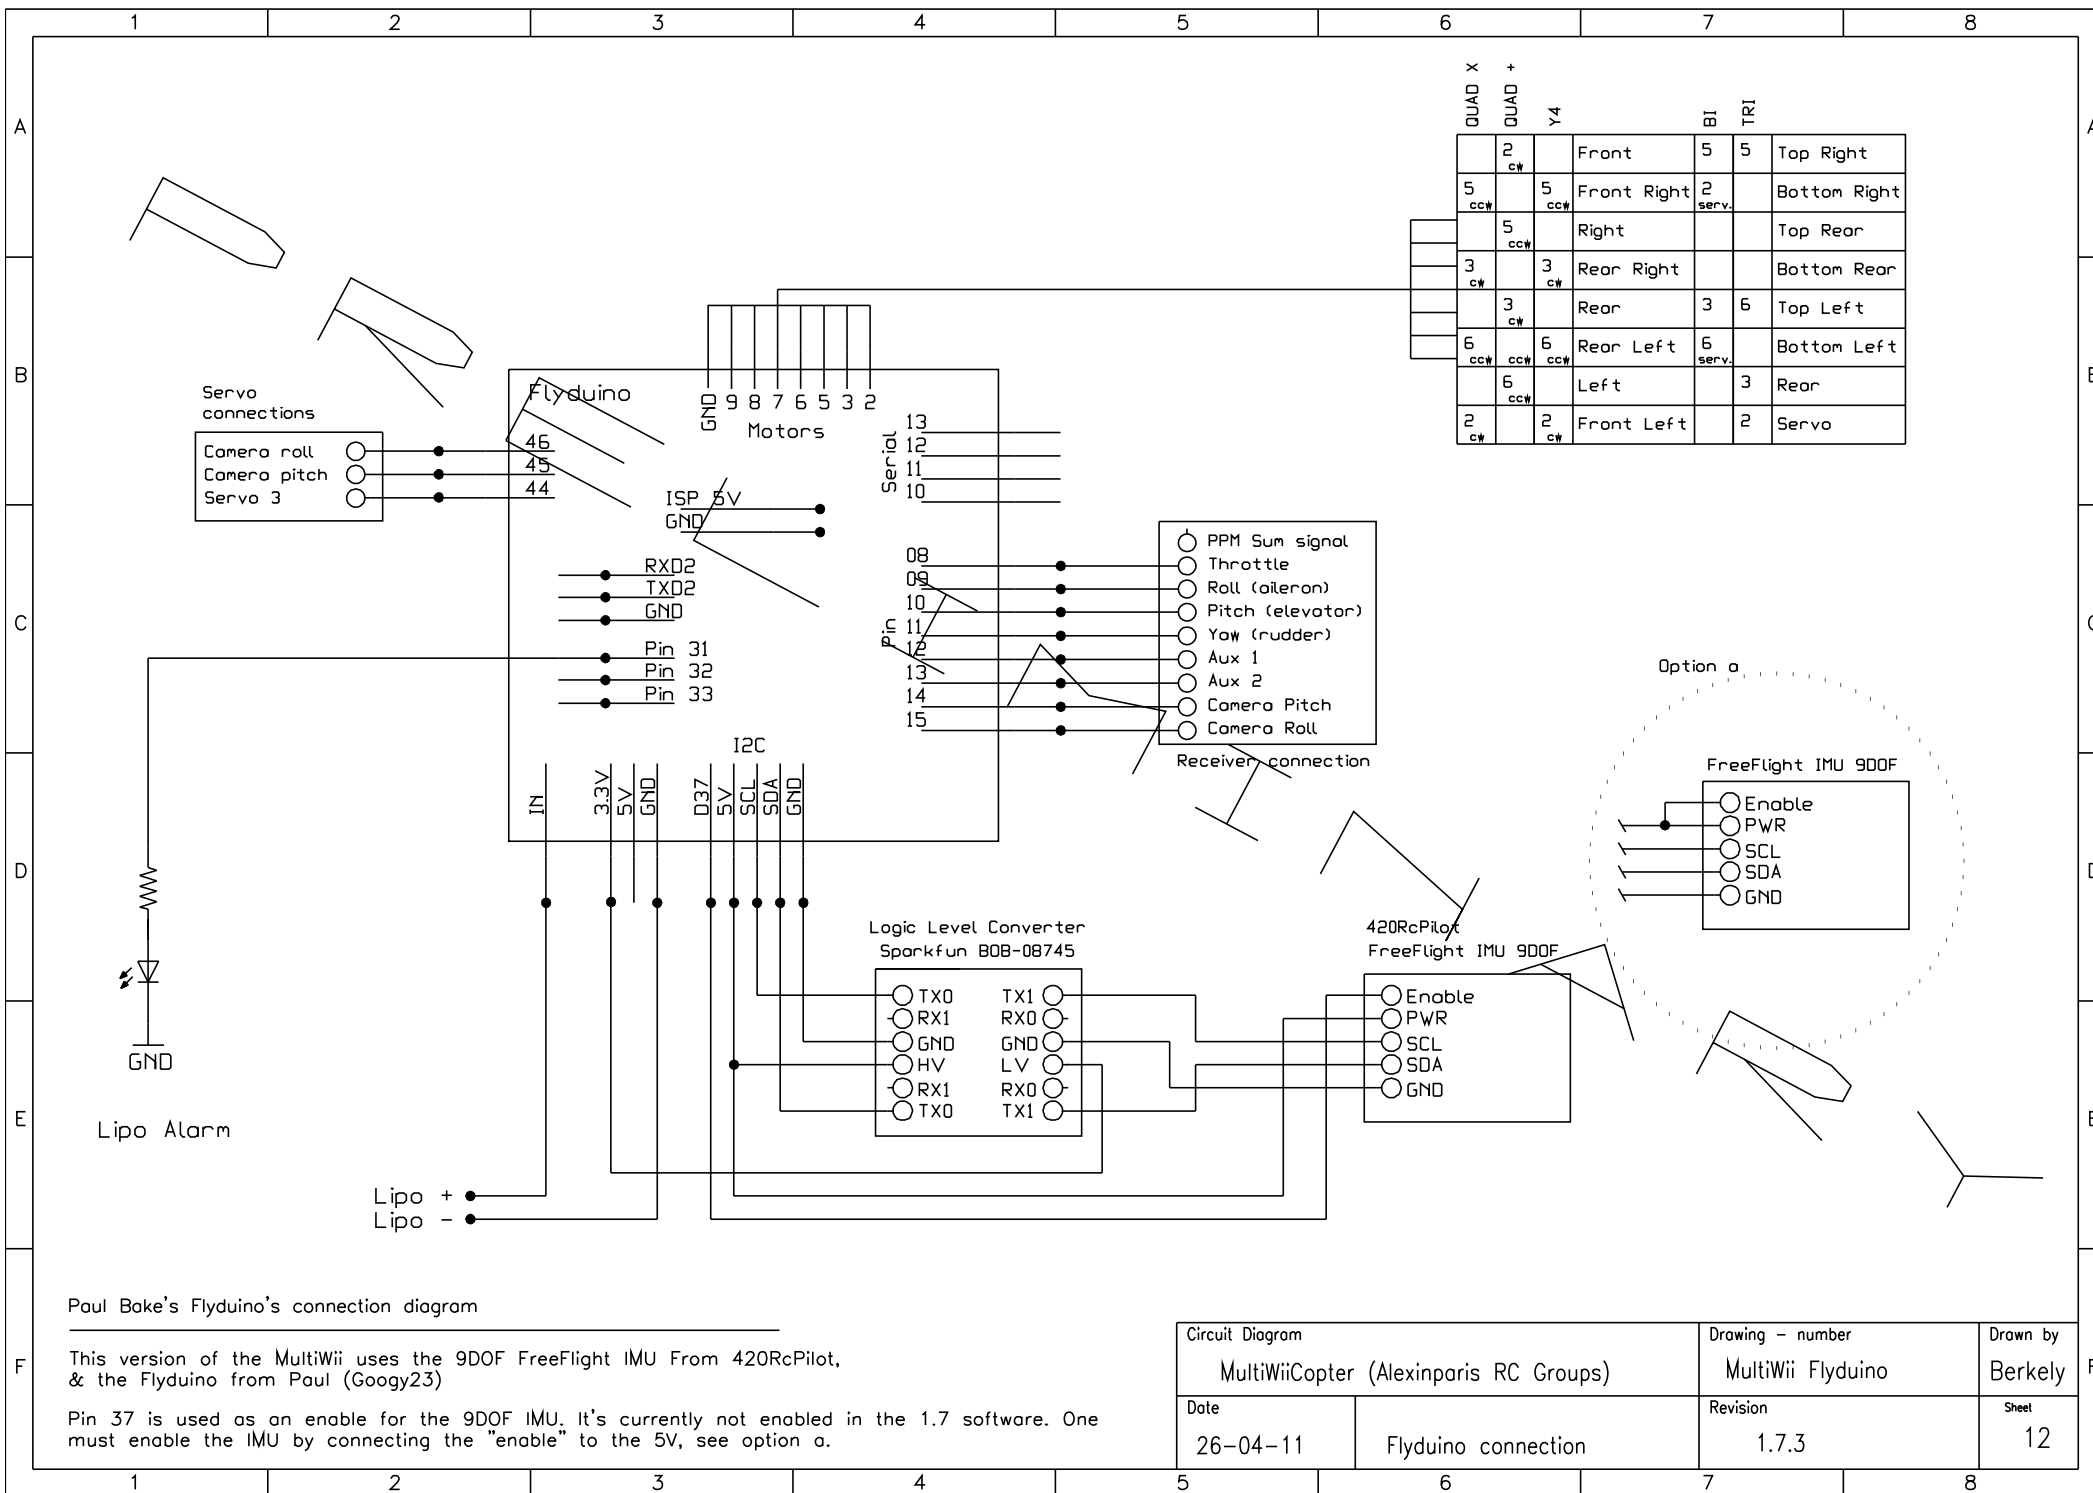 1 2 3 4 5 6 7 8
A
B
C
D
E
F
QUAD X
QUAD +
Y4
BI
TRI
2 cw Front 5 5 Top Right
5 ccw 5 ccw Front Right 2 serv. Bottom Right
5 ccw Right Top Rear
3 cw 3 cw Rear Right Bottom Rear
3 cw Rear 3 6 Top Left
6 ccw ccw 6 ccw Rear Left 6 serv. Bottom Left
6 ccw Left 3 Rear
2 cw 2 cw Front Left 2 Servo
Servo
connections
Camera roll
Camera pitch
Servo 3
Flyduino
46
45
44
GND 9 8 7 6 5 3 2
Motors
Serial
13
12
11
10
ISP 5V
GND
RXD2
TXD2
GND
Pin 31
Pin 32
Pin 33
Pin
08
09
10
11
12
13
14
15
PPM Sum signal
Throttle
Roll (aileron)
Pitch (elevator)
Yaw (rudder)
Aux 1
Aux 2
Camera Pitch
Camera Roll
Receiver connection
I2C
IN 3.3V 5V GND D37 5V SCL SDA GND
Option a
FreeFlight IMU 9DOF
Enable
PWR
SCL
SDA
GND
Logic Level Converter
Sparkfun BOB-08745
TX0 TX1
RX1 RX0
GND GND
HV LV
RX1 RX0
TX0 TX1
420RcPilot
FreeFlight IMU 9DOF
Enable
PWR
SCL
SDA
GND
GND
Lipo Alarm
Lipo +
Lipo -
Paul Bake's Flyduino's connection diagram
This version of the MultiWii uses the 9DOF FreeFlight IMU From 420RcPilot,
& the Flyduino from Paul (Googy23)
Pin 37 is used as an enable for the 9DOF IMU. It's currently not enabled in the 1.7 software. One
must enable the IMU by connecting the "enable" to the 5V, see option a.
Circuit Diagram
MultiWiiCopter (Alexinparis RC Groups)
Drawing - number
MultiWii Flyduino
Drawn by
Berkely
Date
26-04-11
Flyduino connection
Revision
1.7.3
Sheet
12
A
B
C
D
E
F
1 2 3 4 5 6 7 8